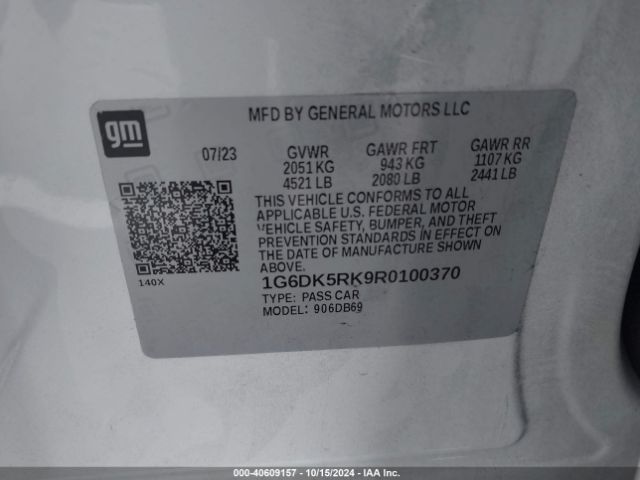 gm
MFD BY GENERAL MOTORS LLC
07/23 GVWR GAWR FRT GAWR RR
2051 KG 943 KG 1107 KG
4521 LB 2080 LB 2441 LB
THIS VEHICLE CONFORMS TO ALL
APPLICABLE U.S. FEDERAL MOTOR
VEHICLE SAFETY, BUMPER, AND THEFT
PREVENTION STANDARDS IN EFFECT ON
THE DATE OF MANUFACTURE SHOWN
ABOVE.
140X
1G6DK5RK9R0100370
TYPE: PASS CAR
MODEL: 906DB69
000-40609157 - 10/15/2024 - IAA Inc.